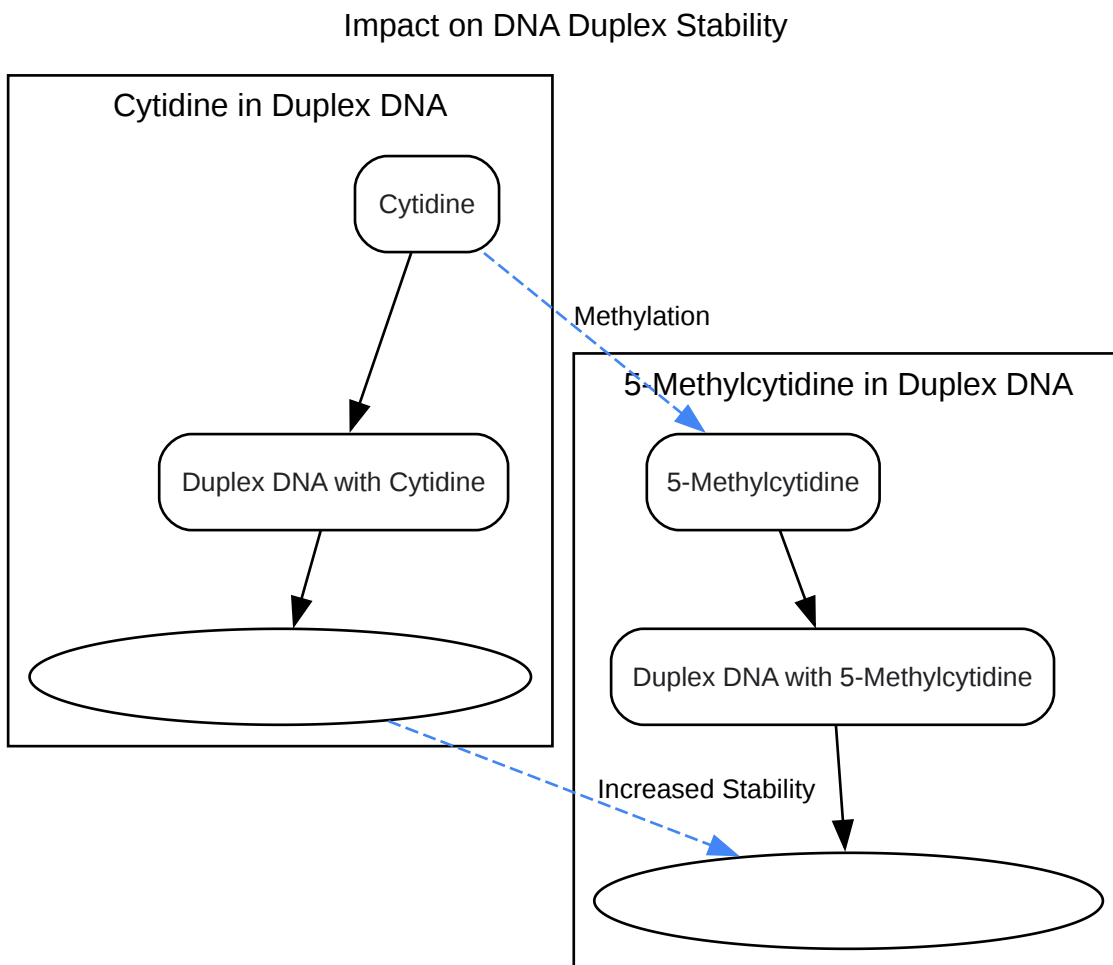 Impact on DNA Duplex Stability
Cytidine in Duplex DNA
Cytidine
Methylation
5-Methylcytidine in Duplex DNA
Duplex DNA with Cytidine
5-Methylcytidine
Duplex DNA with 5-Methylcytidine
Increased Stability